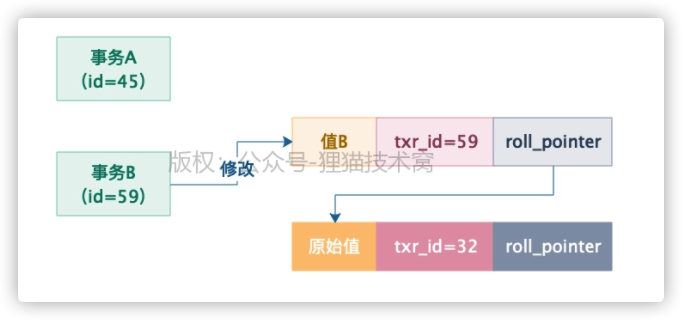 事务A
（id=45）
值B
txr_id=59
roll_pointer
版权：公众号-狸猫技术窝
事务B
（id=59）
修改
原始值
txr_id=32
roll_pointer